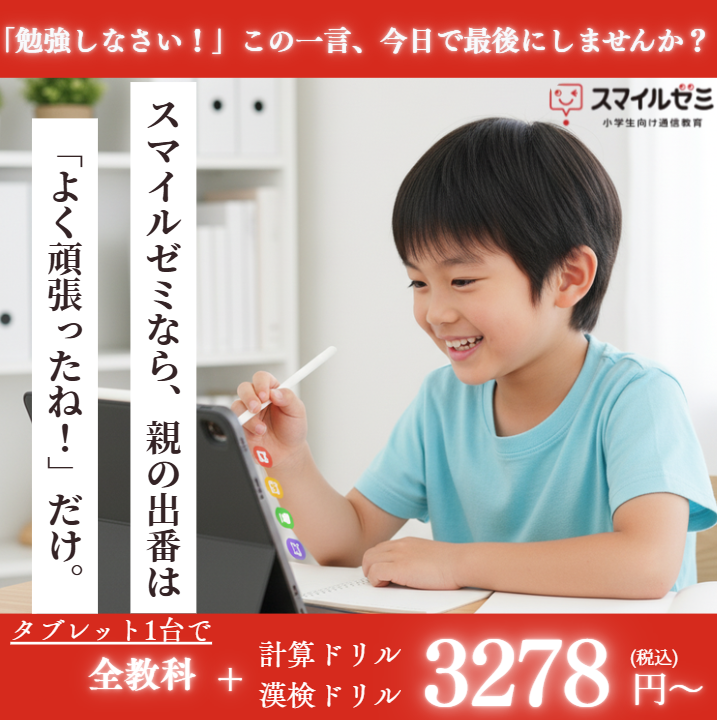 「勉強しなさい！」この一言、今日で最後にしませんか？
スマイルゼミ
小学生向け通信教育
スマイルゼミなら、親の出番は
「よく頑張ったね！」だけ。
タブレット1台で
全教科
+
計算ドリル
漢検ドリル
3278
(税込)
円～